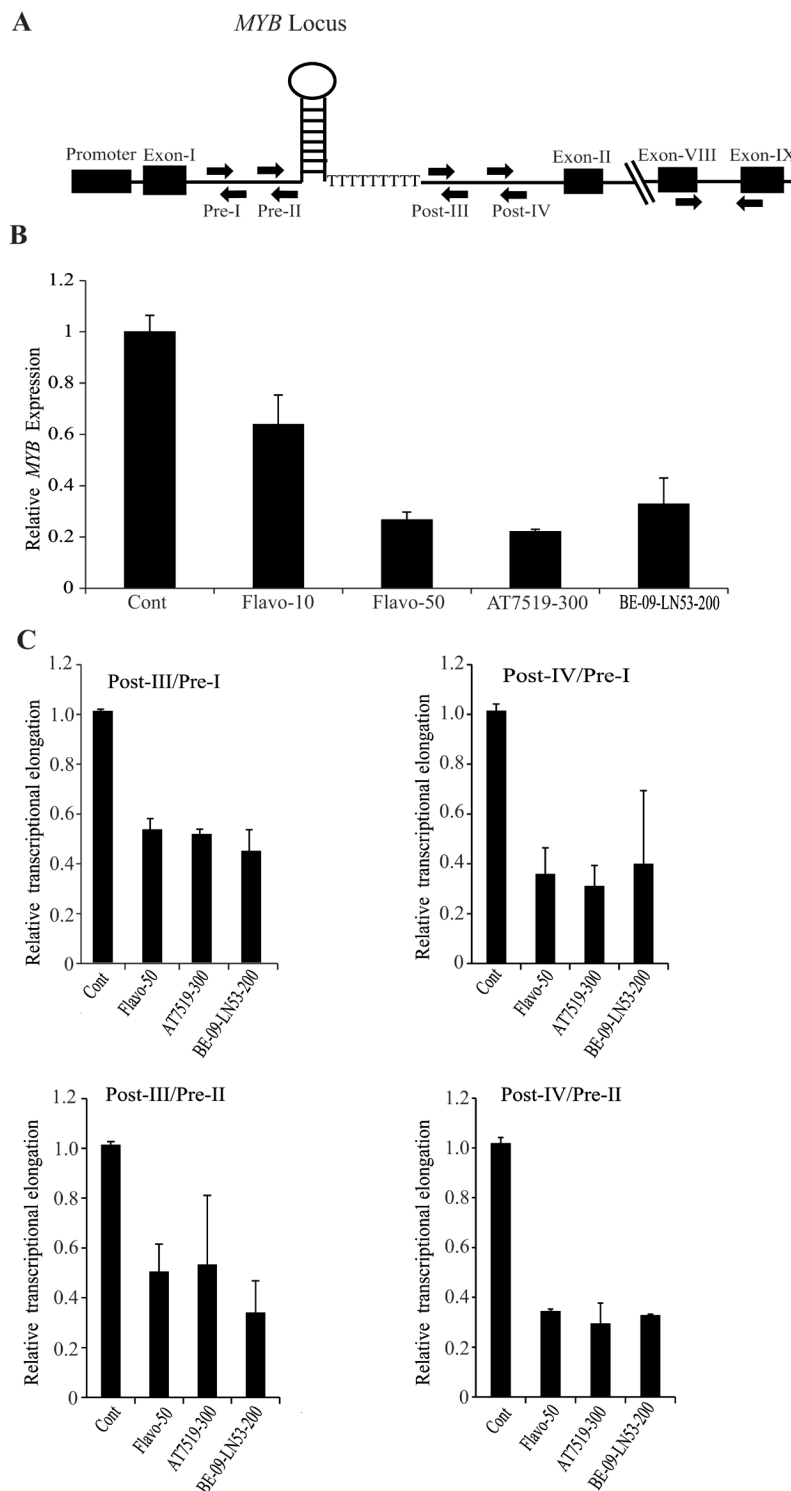 A
MYB Locus
Promoter
Exon-I
Exon-II
Exon-VIII
Exon-IX
TTTTTTTTT
Pre-I
Pre-II
Post-III
Post-IV
B
Relative MYB Expression
1.2
1
0.8
0.6
0.4
0.2
0
Cont
Flavo-10
Flavo-50
AT7519-300
BE-09-LN53-200
C
Post-III/Pre-I
Relative transcriptional elongation
1.2
1.0
0.8
0.6
0.4
0.2
0
Cont
Flavo-50
AT7519-300
BE-09-LN53-200
Post-IV/Pre-I
Relative transcriptional elongation
1.2
1.0
0.8
0.6
0.4
0.2
0
Cont
Flavo-50
AT7519-300
BE-09-LN53-200
Post-III/Pre-II
Relative transcriptional elongation
1.2
1.0
0.8
0.6
0.4
0.2
0
Cont
Flavo-50
AT7519-300
BE-09-LN53-200
Post-IV/Pre-II
Relative transcriptional elongation
1.2
1.0
0.8
0.6
0.4
0.2
0
Cont
Flavo-50
AT7519-300
BE-09-LN53-200